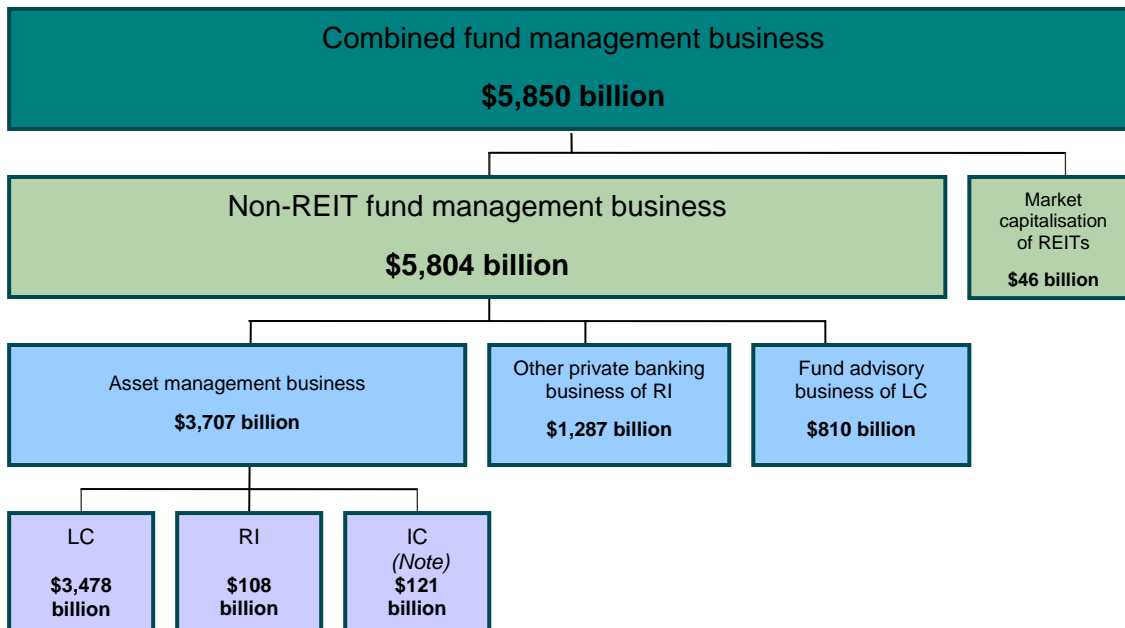 Combined fund management business
$5,850 billion
Non-REIT fund management business
$5,804 billion
Market
capitalisation
of REITs
$46 billion
Asset management business
$3,707 billion
Other private banking
business of RI
$1,287 billion
Fund advisory
business of LC
$810 billion
LC
$3,478
billion
RI
$108
billion
IC
(Note)
$121
billion